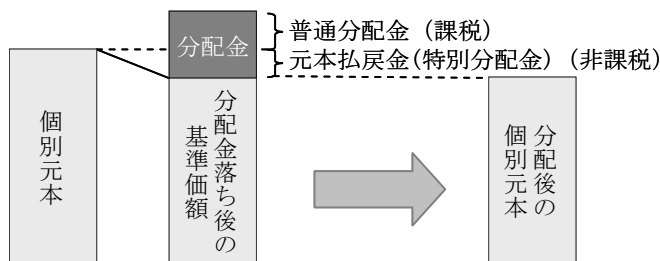 分配金
普通分配金（課税）
元本払戻金(特別分配金)（非課税）
個別元本
分配金落ち後の
基準価額
分配後の
個別元本